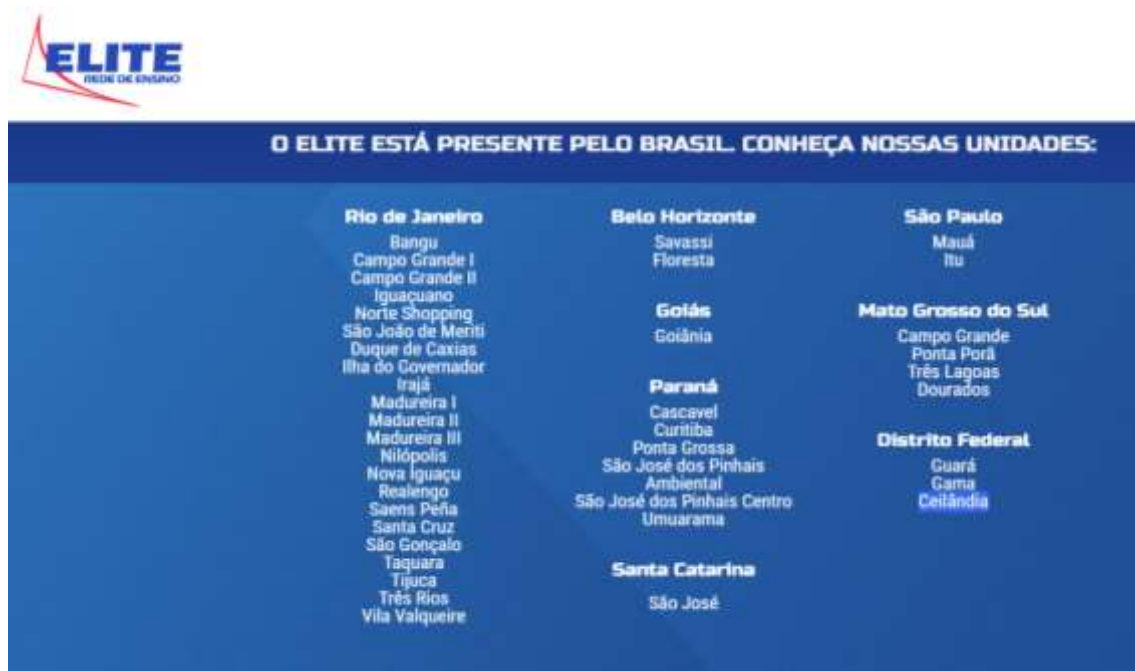 ELITE
REDE DE ENSINO
O ELITE ESTÁ PRESENTE PELO BRASIL. CONHEÇA NOSSAS UNIDADES:
Rio de Janeiro
Bangu
Campo Grande I
Campo Grande II
Iguaçuano
Norte Shopping
São João de Meriti
Duque de Caxias
Ilha do Governador
Irajá
Madureira I
Madureira II
Madureira III
Nilópolis
Nova Iguaçu
Realengo
Saens Peña
Santa Cruz
São Gonçalo
Taquara
Tijuca
Três Rios
Vila Valqueire
Belo Horizonte
Savassi
Floresta
Goiás
Goiânia
Paraná
Cascavel
Curitiba
Ponta Grossa
São José dos Pinhais
Ambiental
São José dos Pinhais Centro
Umuarama
Santa Catarina
São José
São Paulo
Mauá
Itu
Mato Grosso do Sul
Campo Grande
Ponta Porã
Três Lagoas
Dourados
Distrito Federal
Guará
Gama
Ceilândia